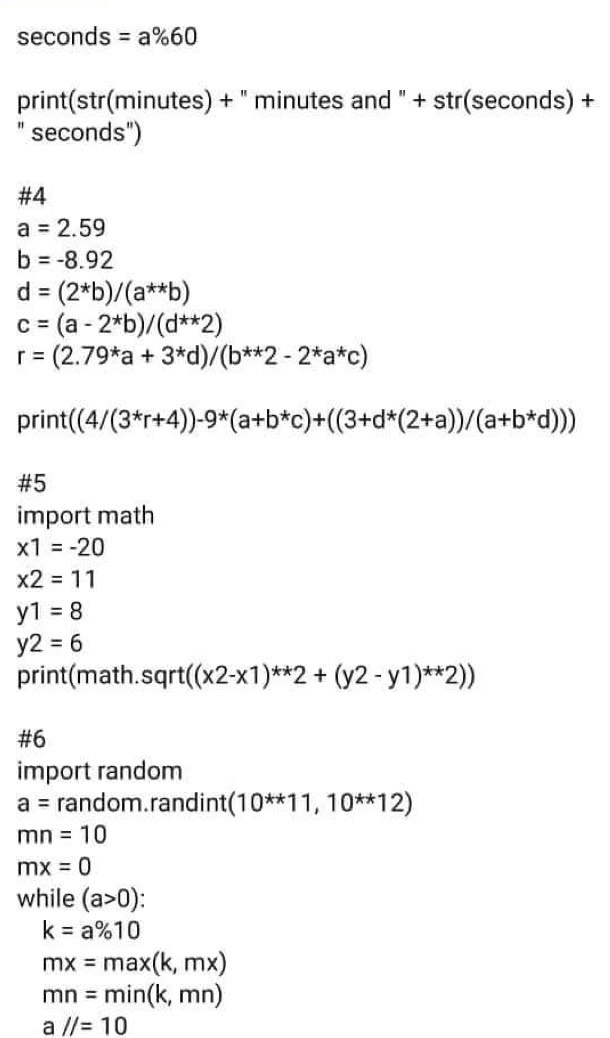 seconds = a%60
print(str(minutes) + " minutes and " + str(seconds) +
" seconds")
#4
a = 2.59
b = -8.92
d = (2*b)/(a**b)
c = (a - 2*b)/(d**2)
r = (2.79*a + 3*d)/(b**2 - 2*a*c)
print((4/(3*r+4))-9*(a+b*c)+((3+d*(2+a))/(a+b*d)))
#5
import math
x1 = -20
x2 = 11
y1 = 8
y2 = 6
print(math.sqrt((x2-x1)**2 + (y2 - y1)**2))
#6
import random
a = random.randint(10**11, 10**12)
mn = 10
mx = 0
while (a>0):
    k = a%10
    mx = max(k, mx)
    mn = min(k, mn)
    a //= 10